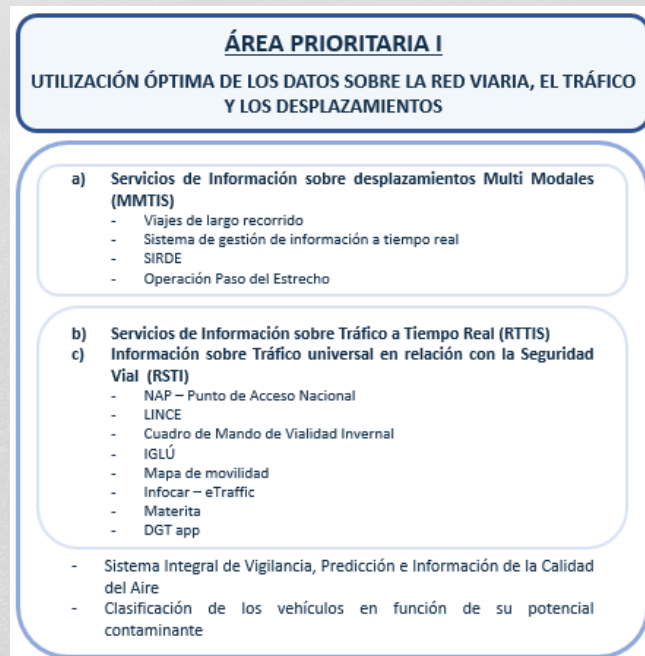 ÁREA PRIORITARIA I
UTILIZACIÓN ÓPTIMA DE LOS DATOS SOBRE LA RED VIARIA, EL TRÁFICO
Y LOS DESPLAZAMIENTOS
a) Servicios de Información sobre desplazamientos Multi Modales
(MMTIS)
- Viajes de largo recorrido
- Sistema de gestión de información a tiempo real
- SIRDE
- Operación Paso del Estrecho
b) Servicios de Información sobre Tráfico a Tiempo Real (RTTIS)
c) Información sobre Tráfico universal en relación con la Seguridad
Vial (RSTI)
- NAP – Punto de Acceso Nacional
- LINCE
- Cuadro de Mando de Vialidad Invernal
- IGLÚ
- Mapa de movilidad
- Infocar – eTraffic
- Materita
- DGT app
- Sistema Integral de Vigilancia, Predicción e Información de la Calidad
del Aire
- Clasificación de los vehículos en función de su potencial
contaminante